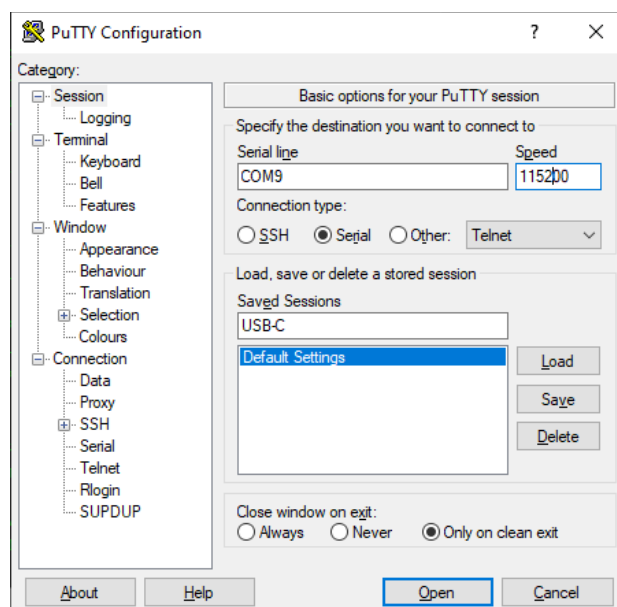 PuTTY Configuration
?
Category:
Session
Logging
Terminal
Keyboard
Bell
Features
Window
Appearance
Behaviour
Translation
Selection
Colours
Connection
Data
Proxy
SSH
Serial
Telnet
Rlogin
SUPDUP
Basic options for your PuTTY session
Specify the destination you want to connect to
Serial line Speed
COM9 115200
Connection type:
SSH Serial Other: Telnet
Load, save or delete a stored session
Saved Sessions
USB-C
Default Settings
Load
Save
Delete
Close window on exit:
Always Never Only on clean exit
About Help Open Cancel